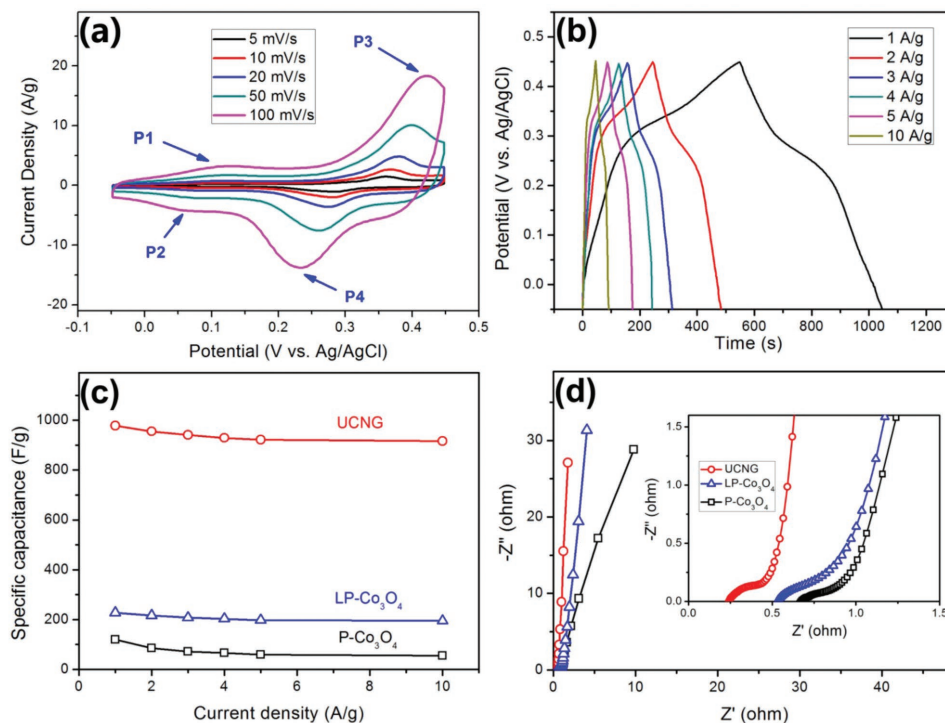 (a)
5 mV/s
10 mV/s
20 mV/s
50 mV/s
100 mV/s
P1
P2
P3
P4
20
10
0
-10
-20
Current Density (A/g)
-0.1 0.0 0.1 0.2 0.3 0.4 0.5
Potential (V vs. Ag/AgCl)
(b)
1 A/g
2 A/g
3 A/g
4 A/g
5 A/g
10 A/g
0.5
0.4
0.3
0.2
0.1
0.0
Potential (V vs. Ag/AgCl)
0 200 400 600 800 1000 1200
Time (s)
(c)
UCNG
LP-Co₃O₄
P-Co₃O₄
1000
800
600
400
200
0
Specific capacitance (F/g)
0 2 4 6 8 10
Current density (A/g)
(d)
30
20
10
0
-Z" (ohm)
0 10 20 30 40 50
Z' (ohm)
UCNG
LP-Co₃O₄
P-Co₃O₄
1.5
1.0
0.5
0.0
-Z" (ohm)
0.0 0.5 1.0 1.5
Z' (ohm)